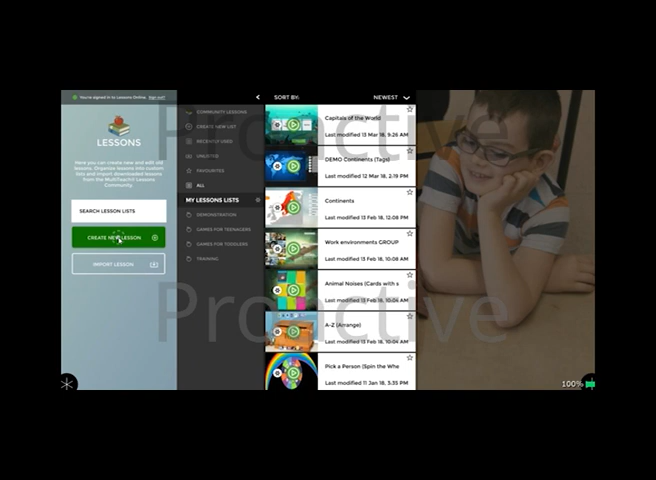 You're signed in to Lessons Online. Sign out?
LESSONS
Here you can create new and edit old
lessons. Organize lessons into custom
lists and import downloaded lessons
from the MultiTeach® Lessons
Community.
SEARCH LESSON LISTS
CREATE NEW LESSON
IMPORT LESSON
COMMUNITY LESSONS
CREATE NEW LIST
RECENTLY USED
UNLISTED
FAVOURITES
ALL
MY LESSONS LISTS
DEMONSTRATION
GAMES FOR TEENAGERS
GAMES FOR TODDLERS
TRAINING
SORT BY:
NEWEST
Capitals of the World
Last modified 13 Mar 18, 9:26 AM
DEMO Continents (Tags)
Last modified 12 Mar 18, 2:19 PM
Continents
Last modified 13 Feb 18, 12:08 PM
Work environments GROUP
Last modified 13 Feb 18, 10:08 AM
Animal Noises (Cards with s
Last modified 13 Feb 18, 10:04 AM
A-Z (Arrange)
Last modified 13 Feb 18, 10:04 AM
Pick a Person (Spin the Whe
Last modified 11 Jan 18, 3:35 PM
Proactive
Proactive
100%